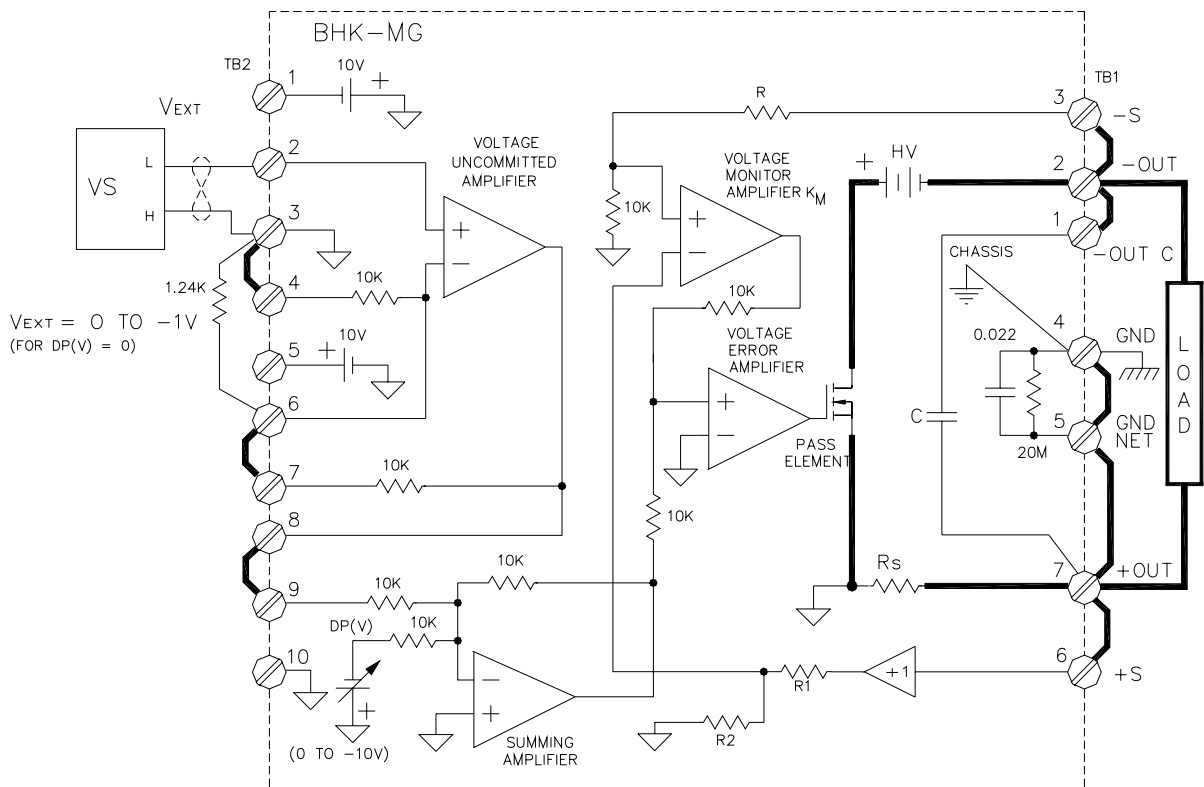 BHK-MG
TB2
TB1
1
10V
+
VEXT
VS
L
H
2
3
4
5
6
7
8
9
10
1.24K
10K
VEXT = 0 TO -1V
(FOR DP(V) = 0)
+
10V
10K
VOLTAGE
UNCOMMITTED
AMPLIFIER
+
−
10K
10K
DP(V)
10K
+
(0 TO -10V)
−
+
SUMMING
AMPLIFIER
R
10K
VOLTAGE
MONITOR
AMPLIFIER KM
+
−
10K
VOLTAGE
ERROR
AMPLIFIER
+
−
10K
PASS
ELEMENT
+
HV
C
Rs
R1
R2
+1
CHASSIS
0.022
20M
3
-S
2
-OUT
1
-OUT C
4
GND
5
GND
NET
7
+OUT
6
+S
LOAD